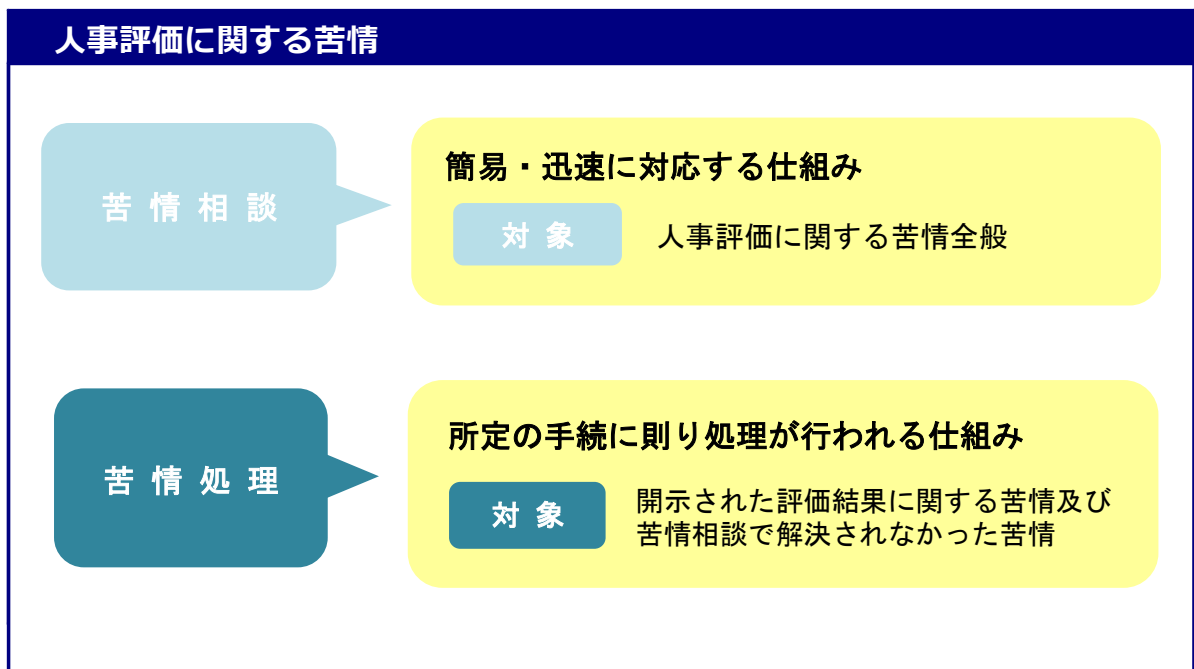 人事評価に関する苦情
苦情相談
簡易・迅速に対応する仕組み
対象
人事評価に関する苦情全般
苦情処理
所定の手続に則り処理が行われる仕組み
対象
開示された評価結果に関する苦情及び
苦情相談で解決されなかった苦情